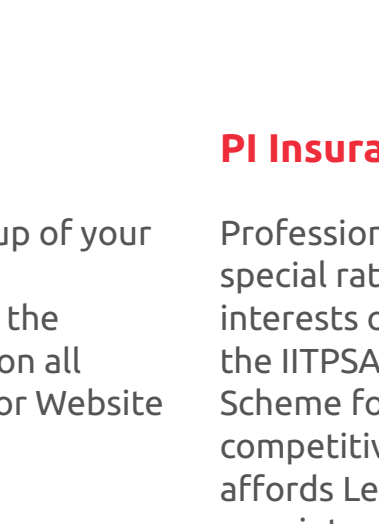 up of your
the
on all
or Website
PI Insura
Profession
special rat
interests o
the IITPSA
Scheme fo
competitiv
affords Le